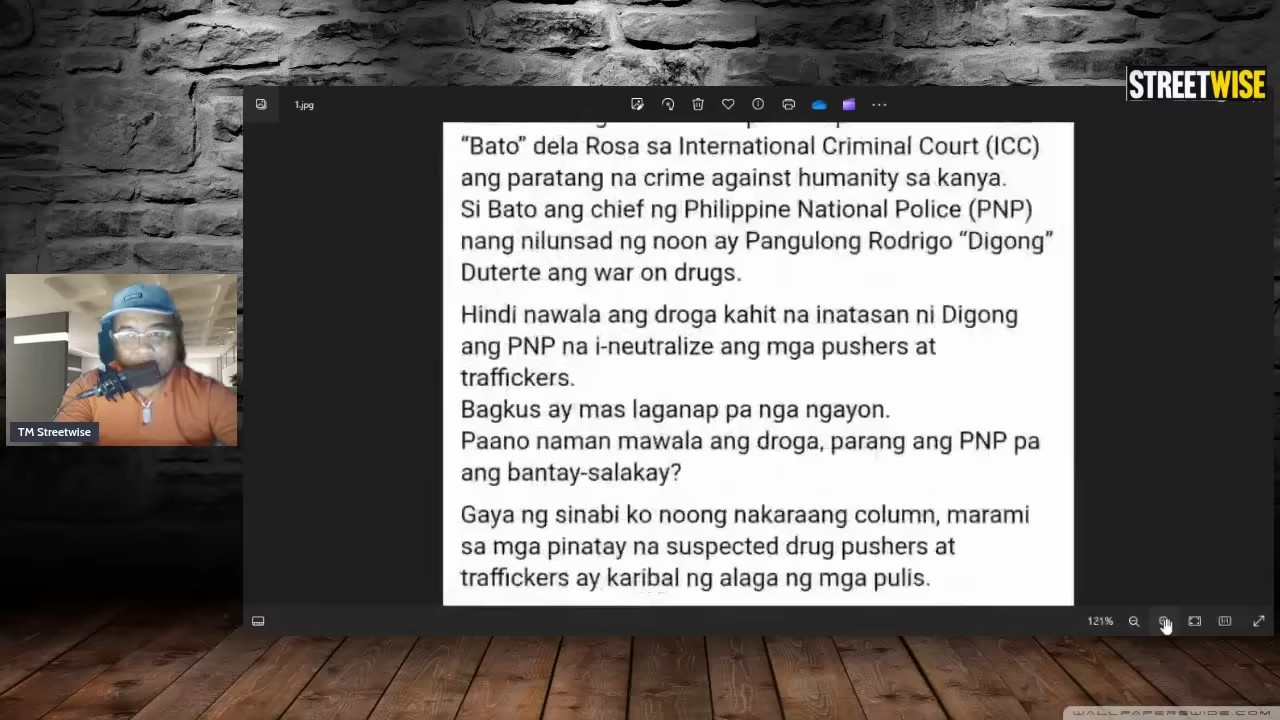 STREETWISE
1.jpg
“Bato” dela Rosa sa International Criminal Court (ICC)
ang paratang na crime against humanity sa kanya.
Si Bato ang chief ng Philippine National Police (PNP)
nang nilunsad ng noon ay Pangulong Rodrigo “Digong”
Duterte ang war on drugs.
Hindi nawala ang droga kahit na inatasan ni Digong
ang PNP na i-neutralize ang mga pushers at
traffickers.
Bagkus ay mas laganap pa nga ngayon.
Paano naman mawala ang droga, parang ang PNP pa
ang bantay-salakay?
Gaya ng sinabi ko noong nakaraang column, marami
sa mga pinatay na suspected drug pushers at
traffickers ay karibal ng alaga ng mga pulis.
TM Streetwise
121%
WALLPAPERSWIDE.COM